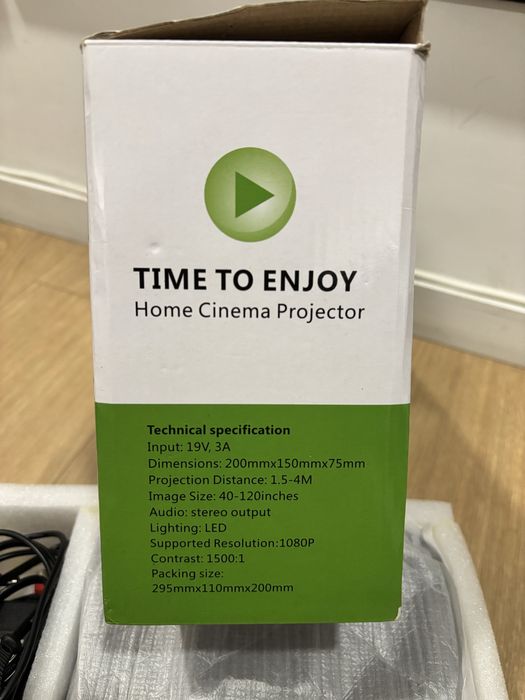 TIME TO ENJOY
Home Cinema Projector
Technical specification
Input: 19V, 3A
Dimensions: 200mmx150mmx75mm
Projection Distance: 1.5-4M
Image Size: 40-120inches
Audio: stereo output
Lighting: LED
Supported Resolution:1080P
Contrast: 1500:1
Packing size:
295mmx110mmx200mm